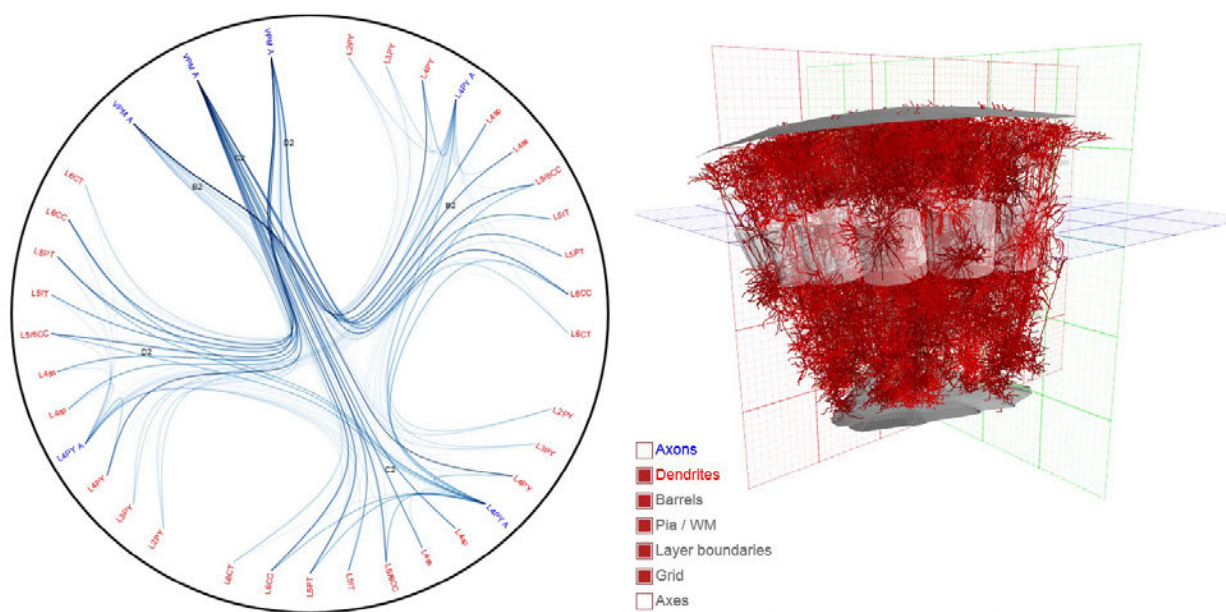 VPM A
VPM A
VPM A
C2
D2
B2
L2PY
L3PY
L4PY
L4PY A
L4sp
L4ss
L5/6CC
L5IT
L5PT
L6CC
L6CT
B2
L6CT
L6CC
L5PT
L5IT
L5/6CC
L4ss
L4sp
L4PY A
L4PY
L3PY
L2PY
D2
L2PY
L3PY
L4PY
L4PY A
L4sp
L4ss
L5/6CC
L5IT
L5PT
L6CC
L6CT
C2
Axons
Dendrites
Barrels
Pia / WM
Layer boundaries
Grid
Axes